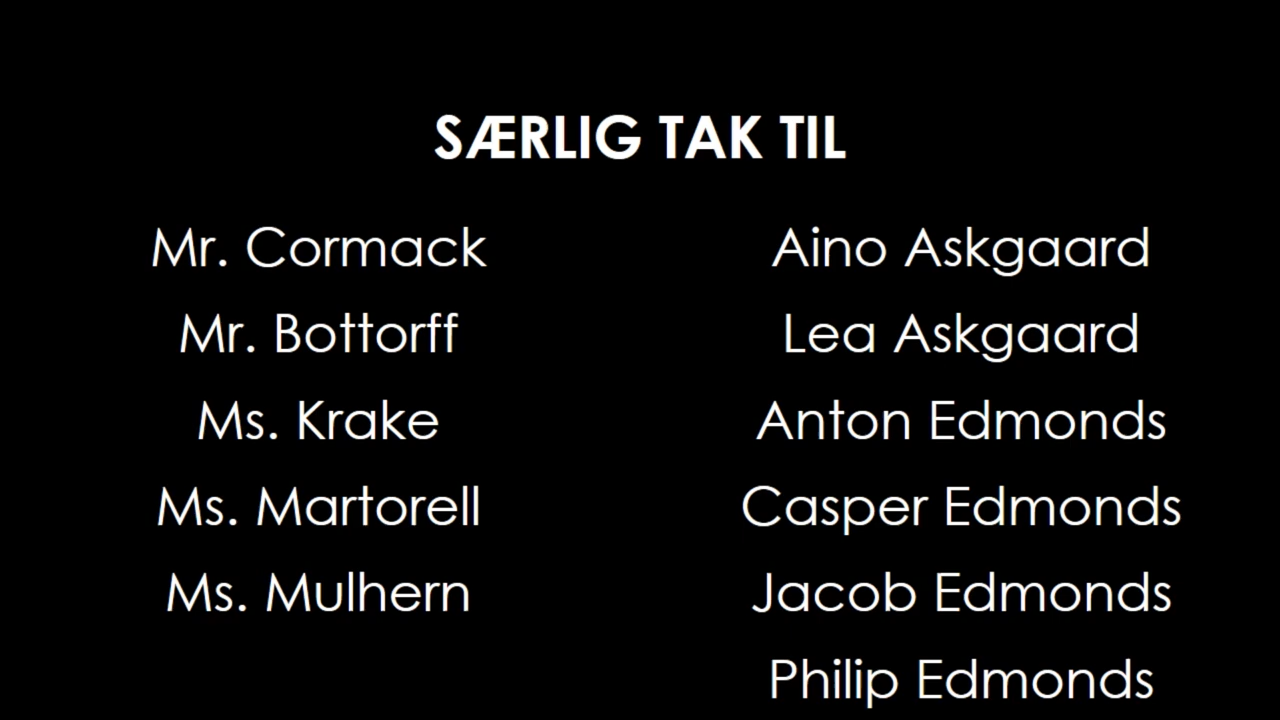 SÆRLIG TAK TIL
Mr. Cormack
Mr. Bottorff
Ms. Krake
Ms. Martorell
Ms. Mulhern
Aino Askgaard
Lea Askgaard
Anton Edmonds
Casper Edmonds
Jacob Edmonds
Philip Edmonds